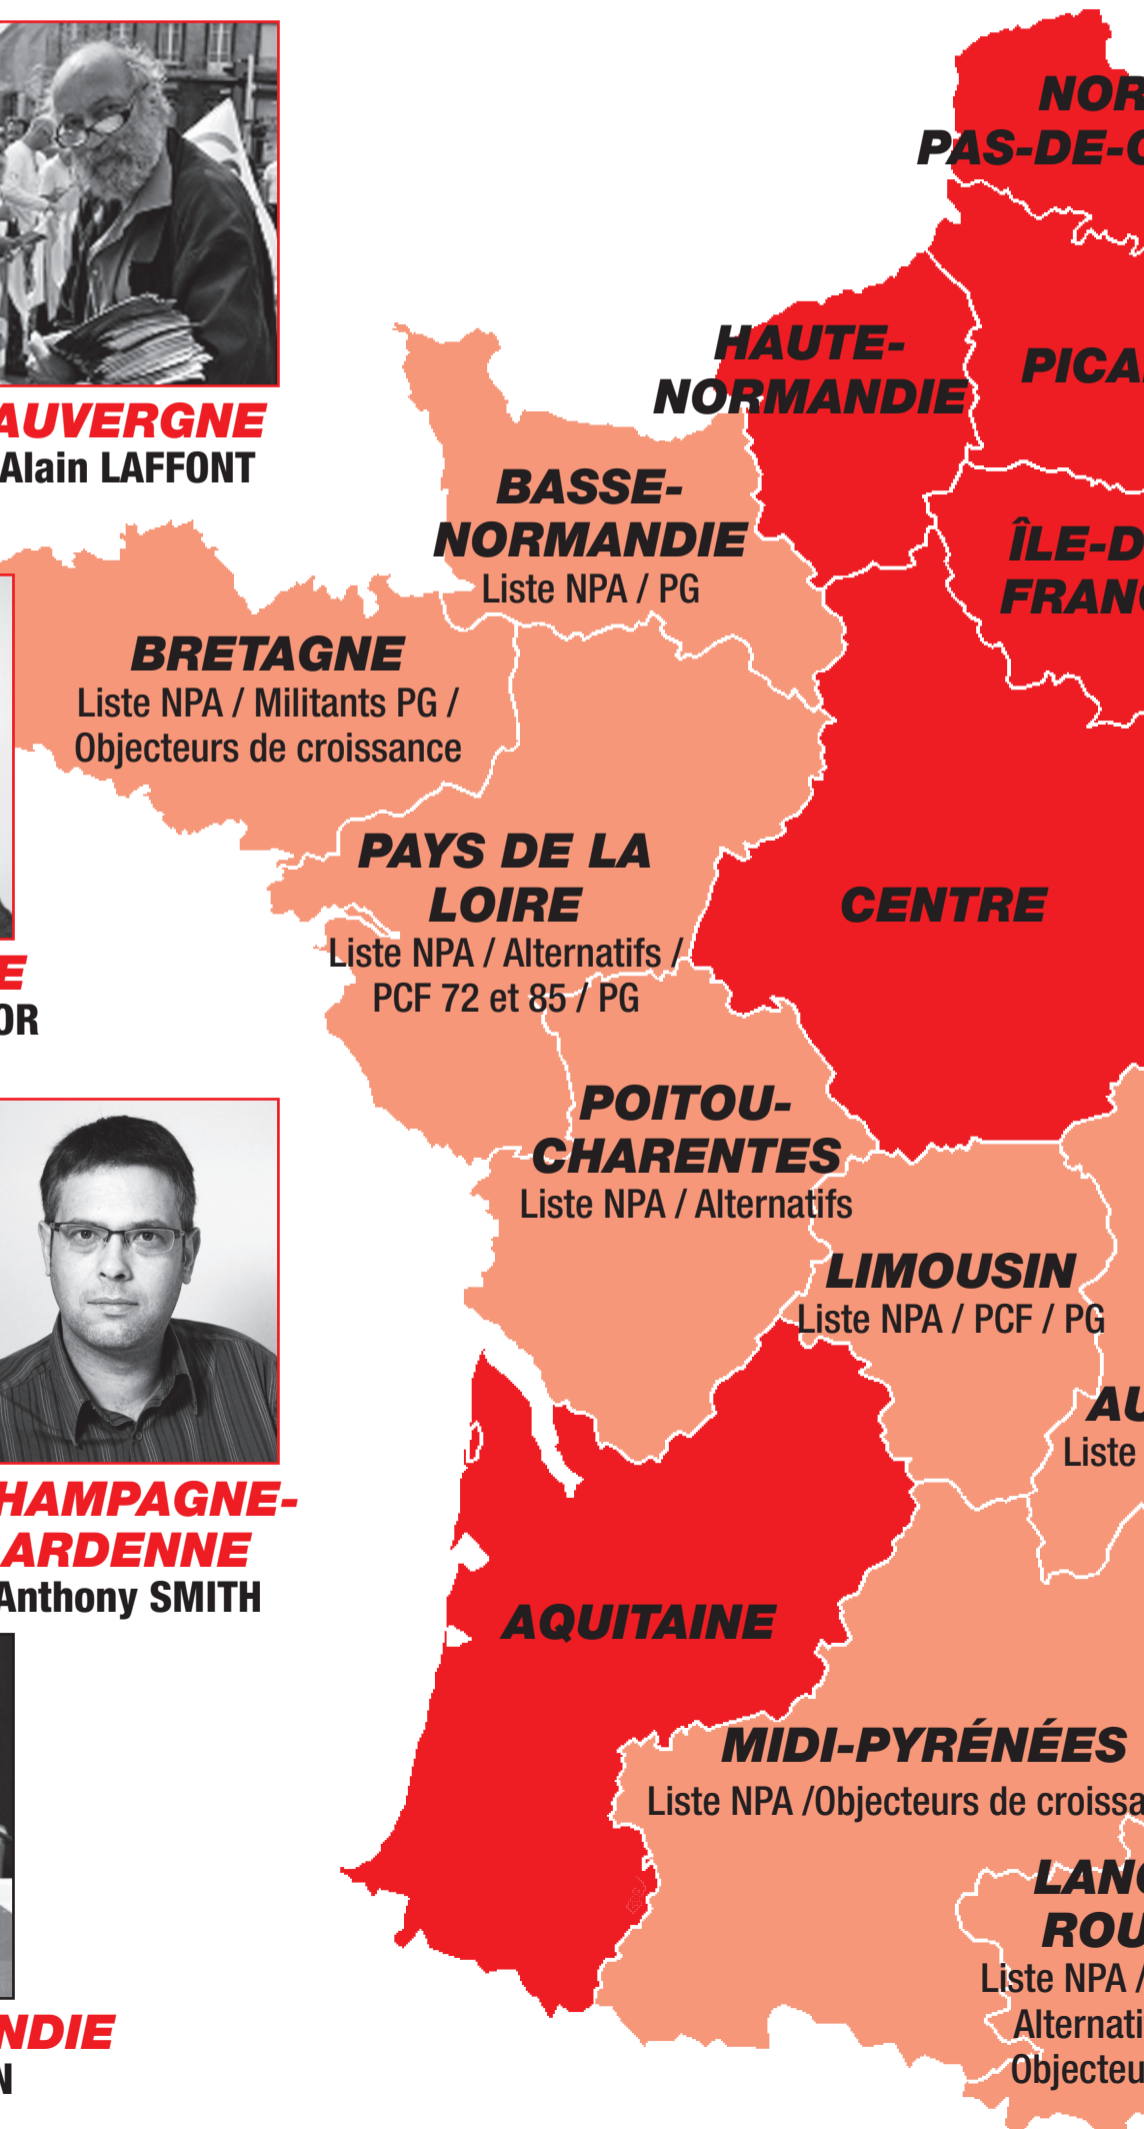 AUVERGNE
Alain LAFFONT
E
OR
HAMPAGNE-
ARDENNE
Anthony SMITH
NDIE
N
NOR
PAS-DE-C
HAUTE-
NORMANDIE
PICA
BASSE-
NORMANDIE
Liste NPA / PG
ÎLE-D
FRANC
BRETAGNE
Liste NPA / Militants PG /
Objecteurs de croissance
PAYS DE LA
LOIRE
Liste NPA / Alternatifs /
PCF 72 et 85 / PG
CENTRE
POITOU-
CHARENTES
Liste NPA / Alternatifs
LIMOUSIN
Liste NPA / PCF / PG
AU
Liste
AQUITAINE
MIDI-PYRÉNÉES
Liste NPA /Objecteurs de croissa
LANG
ROU
Liste NPA /
Alternati
Objecteu